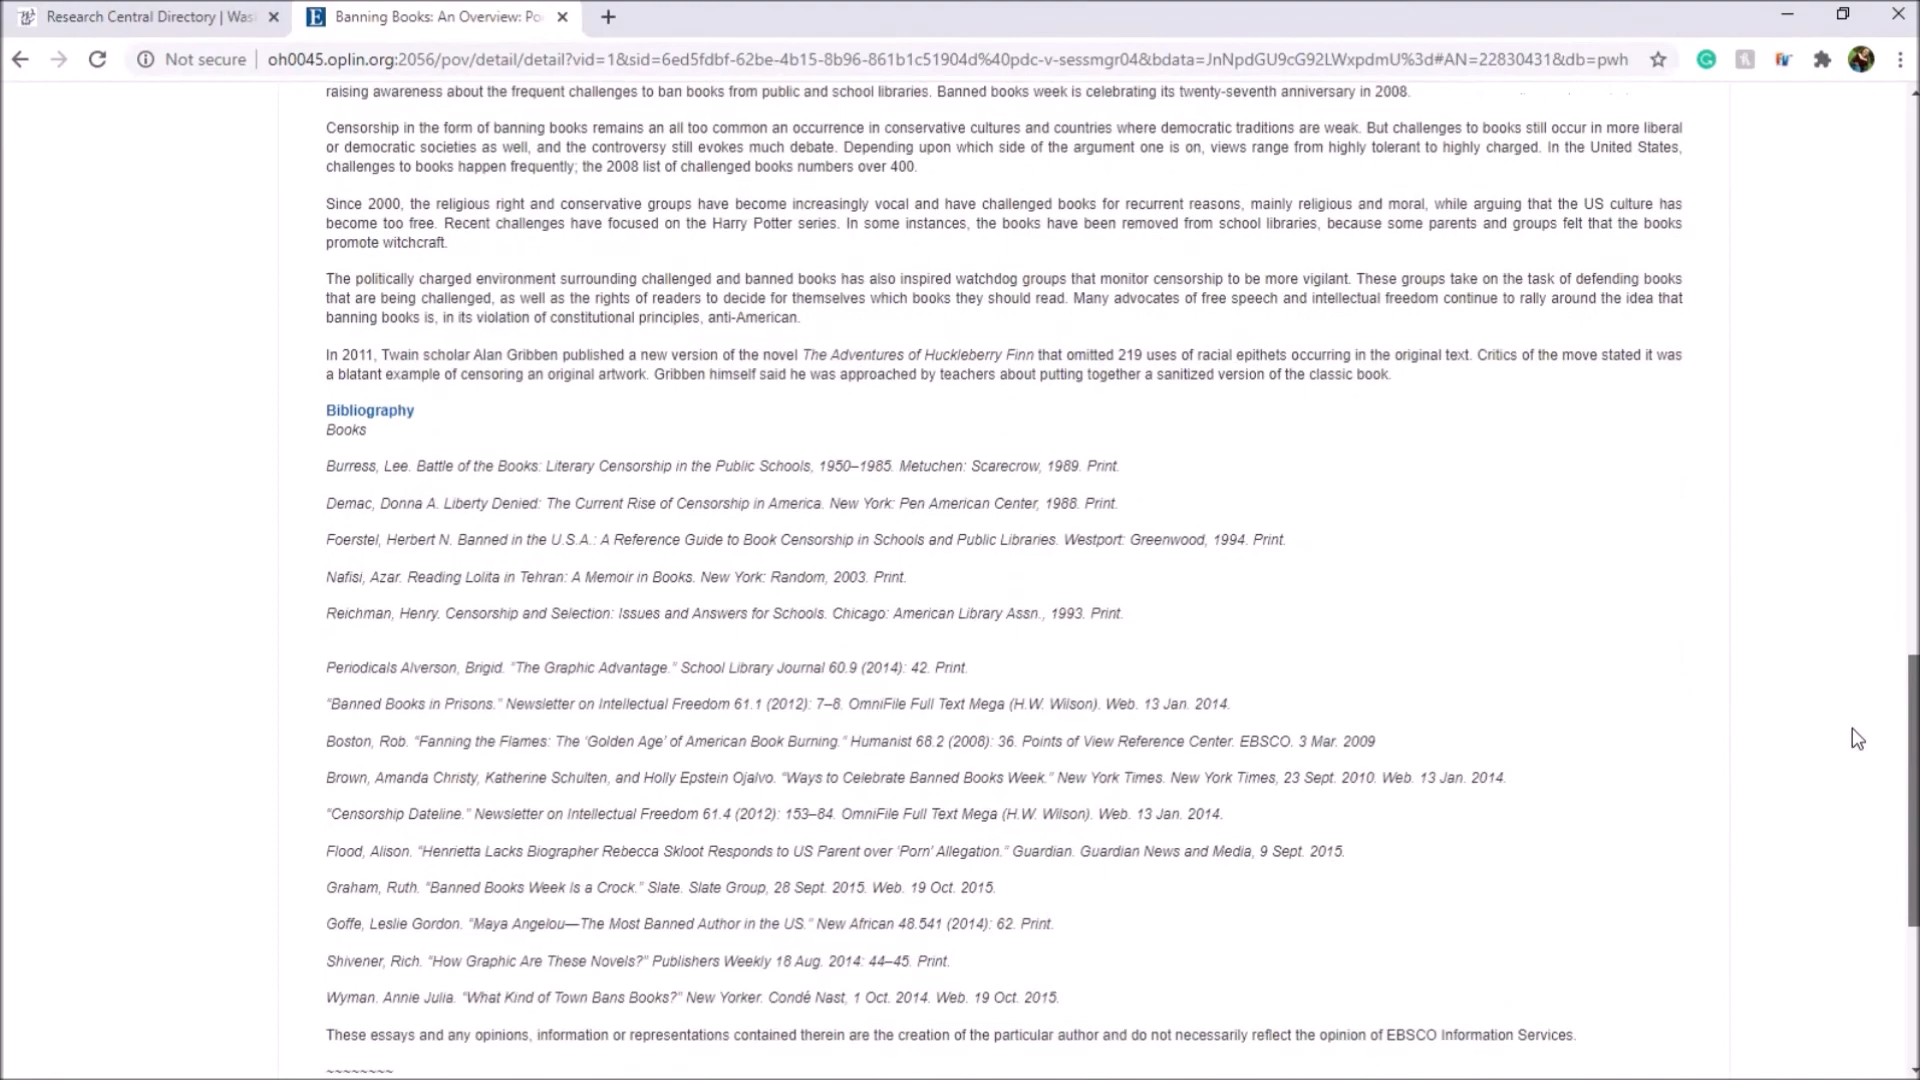 Research Central Directory | Was
Banning Books: An Overview: Po
Not secure | oh0045.oplin.org:2056/pov/detail/detail?vid=1&sid=6ed5fdbf-62be-4b15-8b96-861b1c51904d%40pdc-v-sessmgr04&bdata=JnNpdGU9cG92LWxpdmU%3d#AN=22830431&db=pwh
raising awareness about the frequent challenges to ban books from public and school libraries. Banned books week is celebrating its twenty-seventh anniversary in 2008.
Censorship in the form of banning books remains an all too common an occurrence in conservative cultures and countries where democratic traditions are weak. But challenges to books still occur in more liberal
or democratic societies as well, and the controversy still evokes much debate. Depending upon which side of the argument one is on, views range from highly tolerant to highly charged. In the United States,
challenges to books happen frequently; the 2008 list of challenged books numbers over 400.
Since 2000, the religious right and conservative groups have become increasingly vocal and have challenged books for recurrent reasons, mainly religious and moral, while arguing that the US culture has
become too free. Recent challenges have focused on the Harry Potter series. In some instances, the books have been removed from school libraries, because some parents and groups felt that the books
promote witchcraft.
The politically charged environment surrounding challenged and banned books has also inspired watchdog groups that monitor censorship to be more vigilant. These groups take on the task of defending books
that are being challenged, as well as the rights of readers to decide for themselves which books they should read. Many advocates of free speech and intellectual freedom continue to rally around the idea that
banning books is, in its violation of constitutional principles, anti-American.
In 2011, Twain scholar Alan Gribben published a new version of the novel The Adventures of Huckleberry Finn that omitted 219 uses of racial epithets occurring in the original text. Critics of the move stated it was
a blatant example of censoring an original artwork. Gribben himself said he was approached by teachers about putting together a sanitized version of the classic book.
Bibliography
Books
Burress, Lee. Battle of the Books: Literary Censorship in the Public Schools, 1950–1985. Metuchen: Scarecrow, 1989. Print.
Demac, Donna A. Liberty Denied: The Current Rise of Censorship in America. New York: Pen American Center, 1988. Print.
Foerstel, Herbert N. Banned in the U.S.A.: A Reference Guide to Book Censorship in Schools and Public Libraries. Westport: Greenwood, 1994. Print.
Nafisi, Azar. Reading Lolita in Tehran: A Memoir in Books. New York: Random, 2003. Print.
Reichman, Henry. Censorship and Selection: Issues and Answers for Schools. Chicago: American Library Assn., 1993. Print.
Periodicals Alverson, Brigid. “The Graphic Advantage.” School Library Journal 60.9 (2014): 42. Print.
“Banned Books in Prisons.” Newsletter on Intellectual Freedom 61.1 (2012): 7–8. OmniFile Full Text Mega (H.W. Wilson). Web. 13 Jan. 2014.
Boston, Rob. “Fanning the Flames: The ‘Golden Age’ of American Book Burning.” Humanist 68.2 (2008): 36. Points of View Reference Center. EBSCO. 3 Mar. 2009
Brown, Amanda Christy, Katherine Schulten, and Holly Epstein Ojalvo. “Ways to Celebrate Banned Books Week.” New York Times. New York Times, 23 Sept. 2010. Web. 13 Jan. 2014.
“Censorship Dateline.” Newsletter on Intellectual Freedom 61.4 (2012): 153–84. OmniFile Full Text Mega (H.W. Wilson). Web. 13 Jan. 2014.
Flood, Alison. “Henrietta Lacks Biographer Rebecca Skloot Responds to US Parent over ‘Porn’ Allegation.” Guardian. Guardian News and Media, 9 Sept. 2015.
Graham, Ruth. “Banned Books Week Is a Crock.” Slate. Slate Group, 28 Sept. 2015. Web. 19 Oct. 2015.
Goffe, Leslie Gordon. “Maya Angelou—The Most Banned Author in the US.” New African 48.541 (2014): 62. Print.
Shivener, Rich. “How Graphic Are These Novels?” Publishers Weekly 18 Aug. 2014: 44–45. Print.
Wyman. Annie Julia. “What Kind of Town Bans Books?” New Yorker. Condé Nast, 1 Oct. 2014. Web. 19 Oct. 2015.
These essays and any opinions, information or representations contained therein are the creation of the particular author and do not necessarily reflect the opinion of EBSCO Information Services.
~~~~~~~~